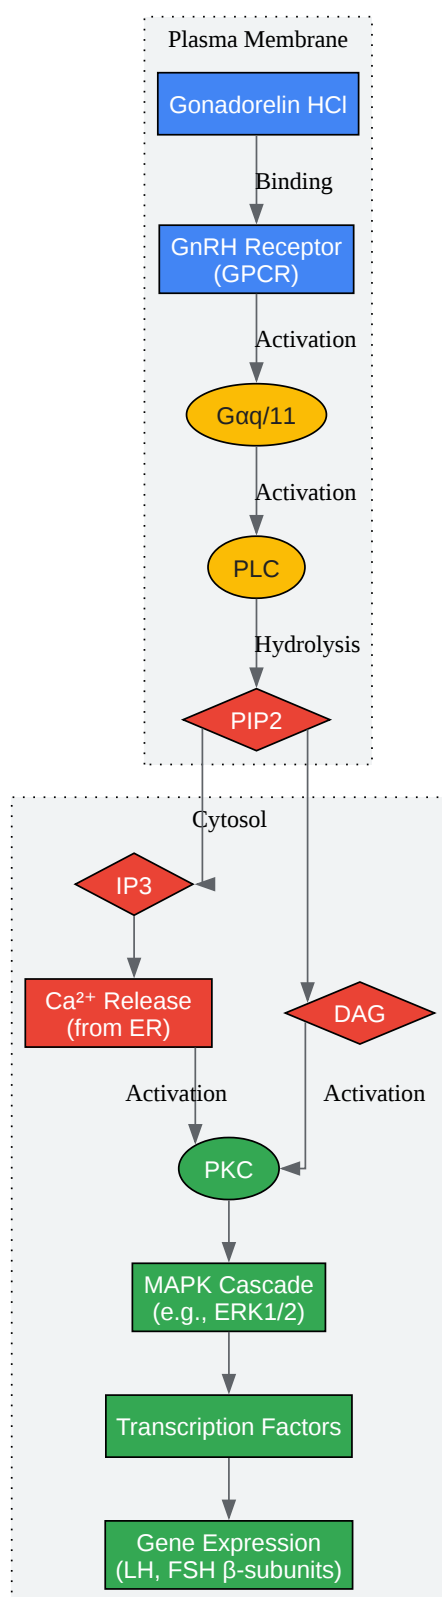 Plasma Membrane
Gonadorelin HCl
Binding
GnRH Receptor
(GPCR)
Activation
Gαq/11
Activation
PLC
Hydrolysis
PIP2
Cytosol
IP3
Ca²⁺ Release
(from ER)
DAG
Activation
Activation
PKC
MAPK Cascade
(e.g., ERK1/2)
Transcription Factors
Gene Expression
(LH, FSH β-subunits)